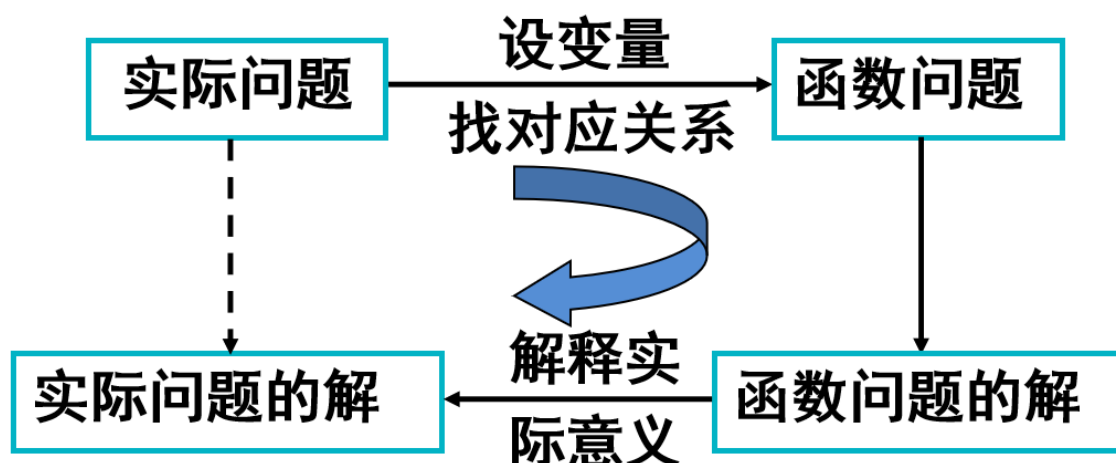 实际问题
设变量
找对应关系
函数问题
实际问题的解
解释实
际意义
函数问题的解